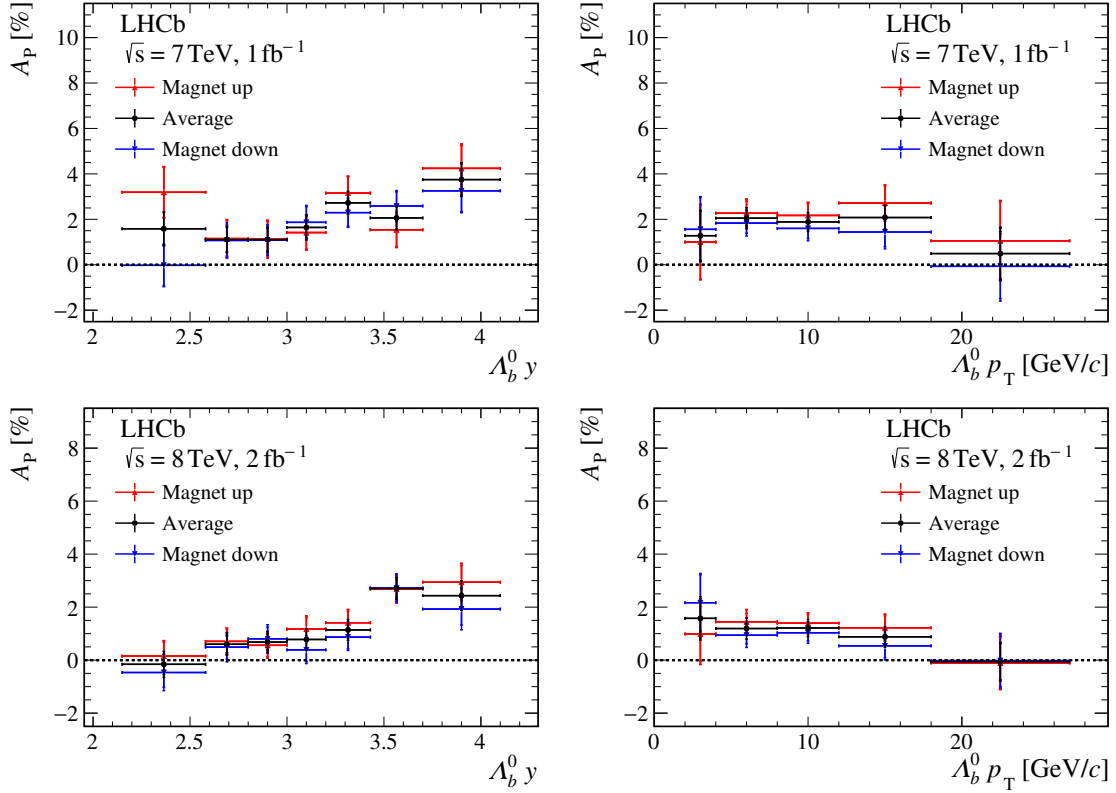 A_P [%]
10
8
6
4
2
0
−2
LHCb
√s = 7 TeV, 1 fb⁻¹
Magnet up
Average
Magnet down
2
2.5
3
3.5
4
Λ_b^0 y
A_P [%]
10
8
6
4
2
0
−2
LHCb
√s = 7 TeV, 1 fb⁻¹
Magnet up
Average
Magnet down
0
10
20
Λ_b^0 p_T [GeV/c]
A_P [%]
8
6
4
2
0
−2
LHCb
√s = 8 TeV, 2 fb⁻¹
Magnet up
Average
Magnet down
2
2.5
3
3.5
4
Λ_b^0 y
A_P [%]
8
6
4
2
0
−2
LHCb
√s = 8 TeV, 2 fb⁻¹
Magnet up
Average
Magnet down
0
10
20
Λ_b^0 p_T [GeV/c]